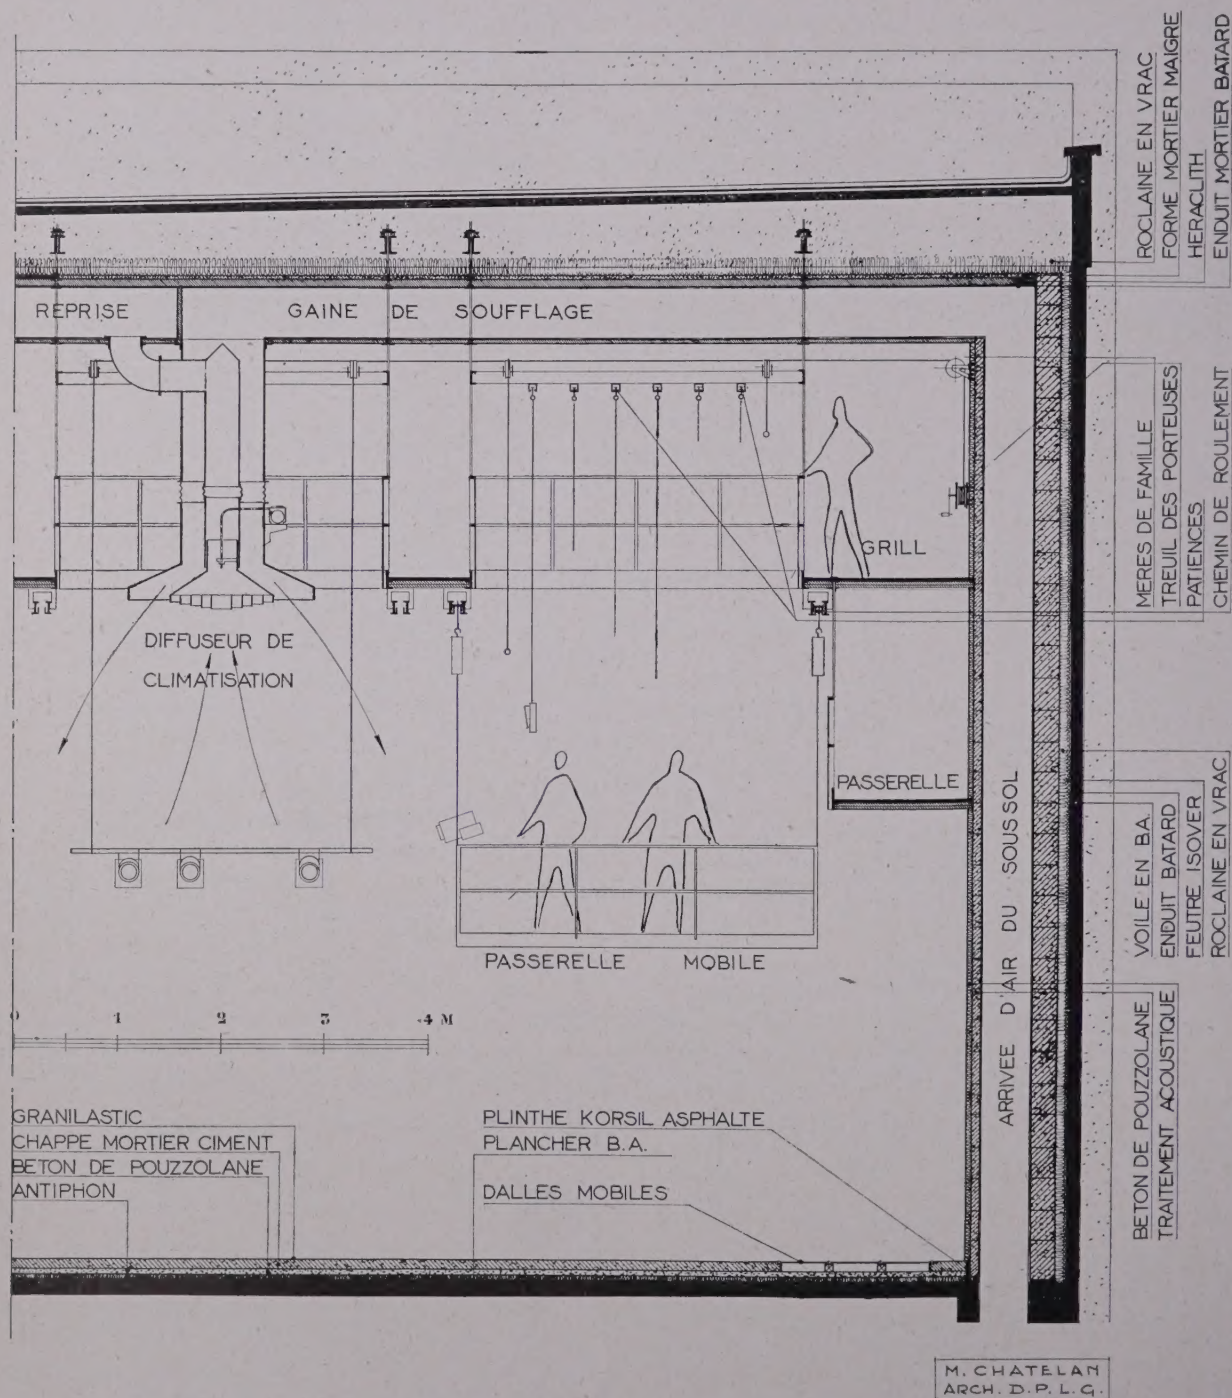 ROCLAINE EN VRAC
FORME MORTIER MAIGRE
HERACLITH
ENDUIT MORTIER BATARD
REPRISE
GAINE DE SOUFFLAGE
MERES DE FAMILLE
TREUIL DES PORTEUSES
PATIENCES
CHEMIN DE ROULEMENT
GRILL
DIFFUSEUR DE
CLIMATISATION
PASSERELLE
PASSERELLE MOBILE
ARRIVEE D'AIR DU SOUS SOL
VOILE EN BA.
ENDUIT BATARD
FEUTRE ISOVER
ROCLAINE EN VRAC
BETON DE POUZZOLANE
TRAITEMENT ACOUSTIQUE
0 1 2 3 4 M
GRANILASTIC
CHAPPE MORTIER CIMENT
BETON DE POUZZOLANE
ANTIPHON
PLINTHE KORSIL ASPHALTE
PLANCHER B.A.
DALLES MOBILES
M. CHATELAN
ARCH. D.P.L.G.